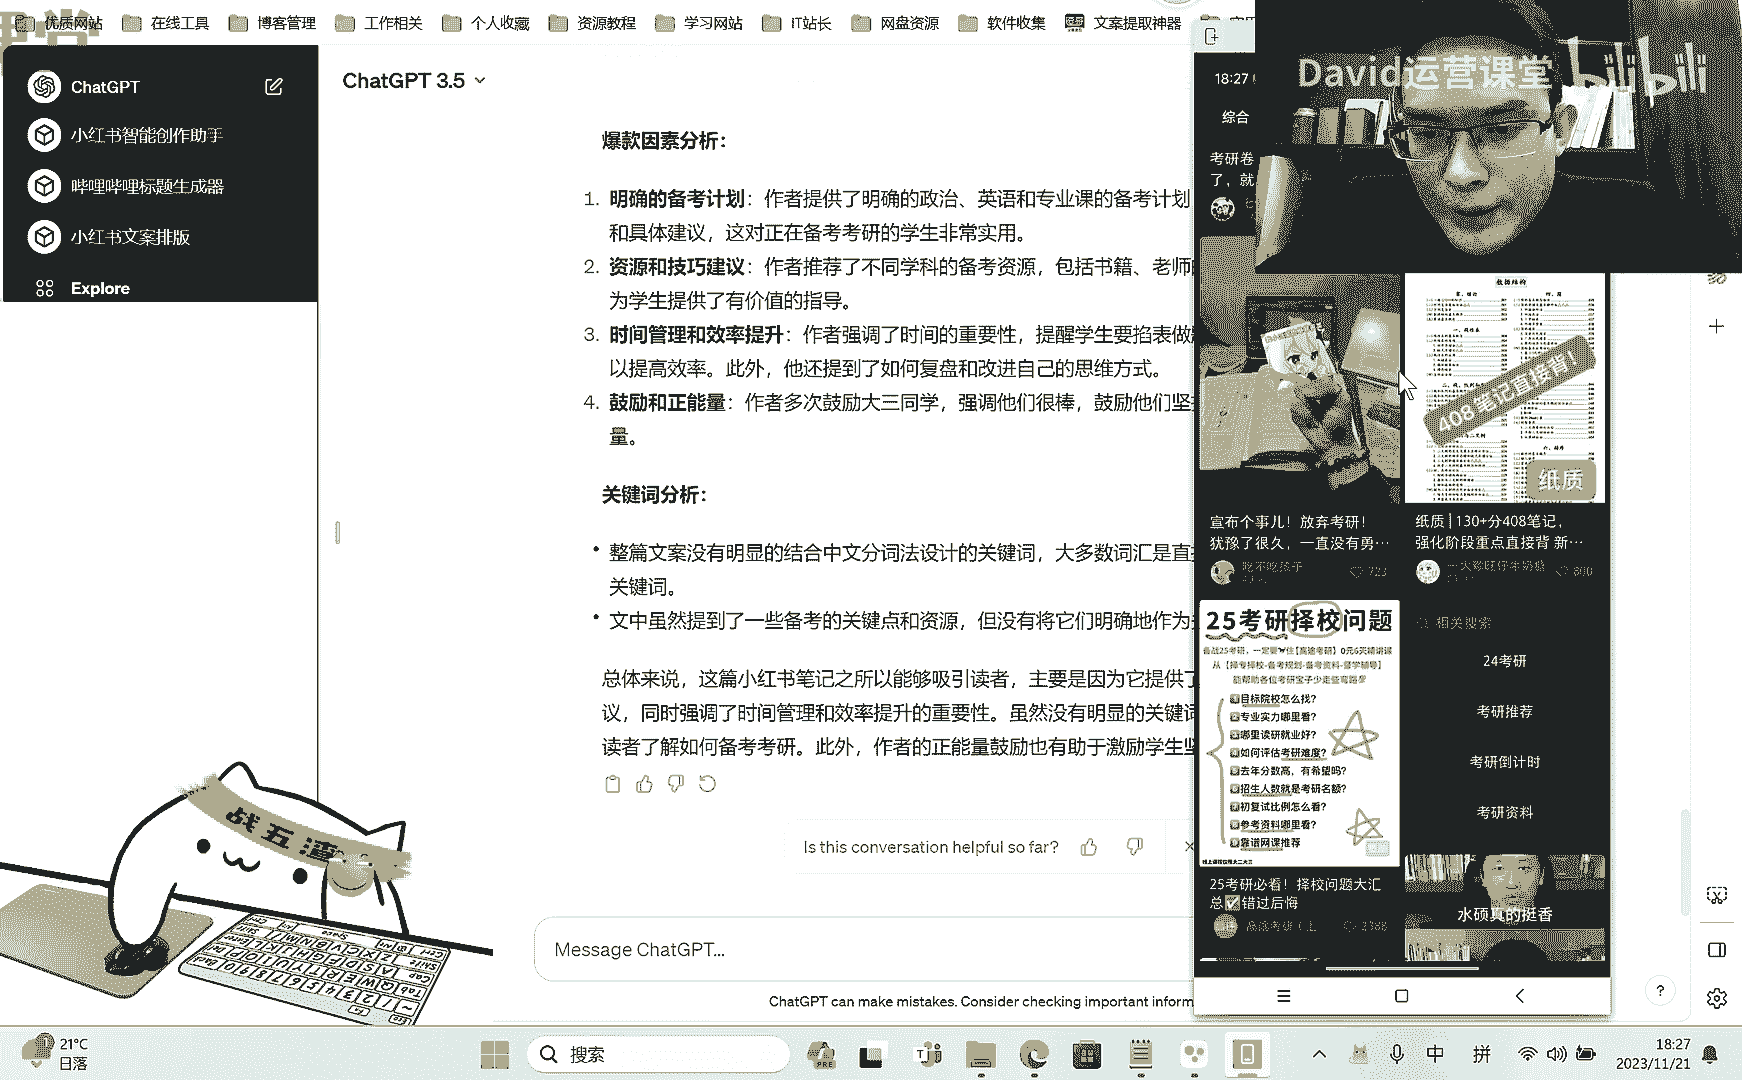 优质网站
在线工具
博客管理
工作相关
个人收藏
资源教程
学习网站
IT站长
网盘资源
软件收集
文案提取神器
ChatGPT
小红书智能创作助手
哔哩哔哩标题生成器
小红书文案排版
Explore
ChatGPT 3.5
爆款因素分析：
1. 明确的备考计划：作者提供了明确的政治、英语和专业课的备考计划
和具体建议，这对正在备考考研的学生非常实用。
2. 资源和技巧建议：作者推荐了不同学科的备考资源，包括书籍、老师
为学生提供了有价值的指导。
3. 时间管理和效率提升：作者强调了时间的重要性，提醒学生要掐表做
以提高效率。此外，他还提到了如何复盘和改进自己的思维方式。
4. 鼓励和正能量：作者多次鼓励大三同学，强调他们很棒，鼓励他们坚
量。
关键词分析：
• 整篇文案没有明显的结合中文分词法设计的关键词，大多数词汇是直
关键词。
• 文中虽然提到了一些备考的关键点和资源，但没有将它们明确地作为
总体来说，这篇小红书笔记之所以能够吸引读者，主要是因为它提供了
议，同时强调了时间管理和效率提升的重要性。虽然没有明显的关键词
读者了解如何备考考研。此外，作者的正能量鼓励也有助于激励学生坚
Is this conversation helpful so far?
Message ChatGPT...
ChatGPT can make mistakes. Consider checking important inform
David运营课堂
bilibili
18:27
综合
考研卷
了，就
数据结构
408笔记直接背！
纸质
宣布个事儿！放弃考研！
犹豫了很久，一直没有勇…
723
纸质|130+分408笔记，
强化阶段重点直接背 新…
800
25考研择校问题
目标院校怎么找？
专业实力哪里看？
哪里读研就业好？
如何评估考研难度？
去年分数高，有希望吗？
招生人数就是考研名额？
初复试比例怎么看？
参考资料哪里看？
靠谱网课推荐
25考研必看！择校问题大汇
总✅错过后悔
相关搜索
24考研
考研推荐
考研倒计时
考研资料
水硕真的挺香
战五渣
21°C
日落
搜索
PRE
中
拼
18:27
2023/11/21